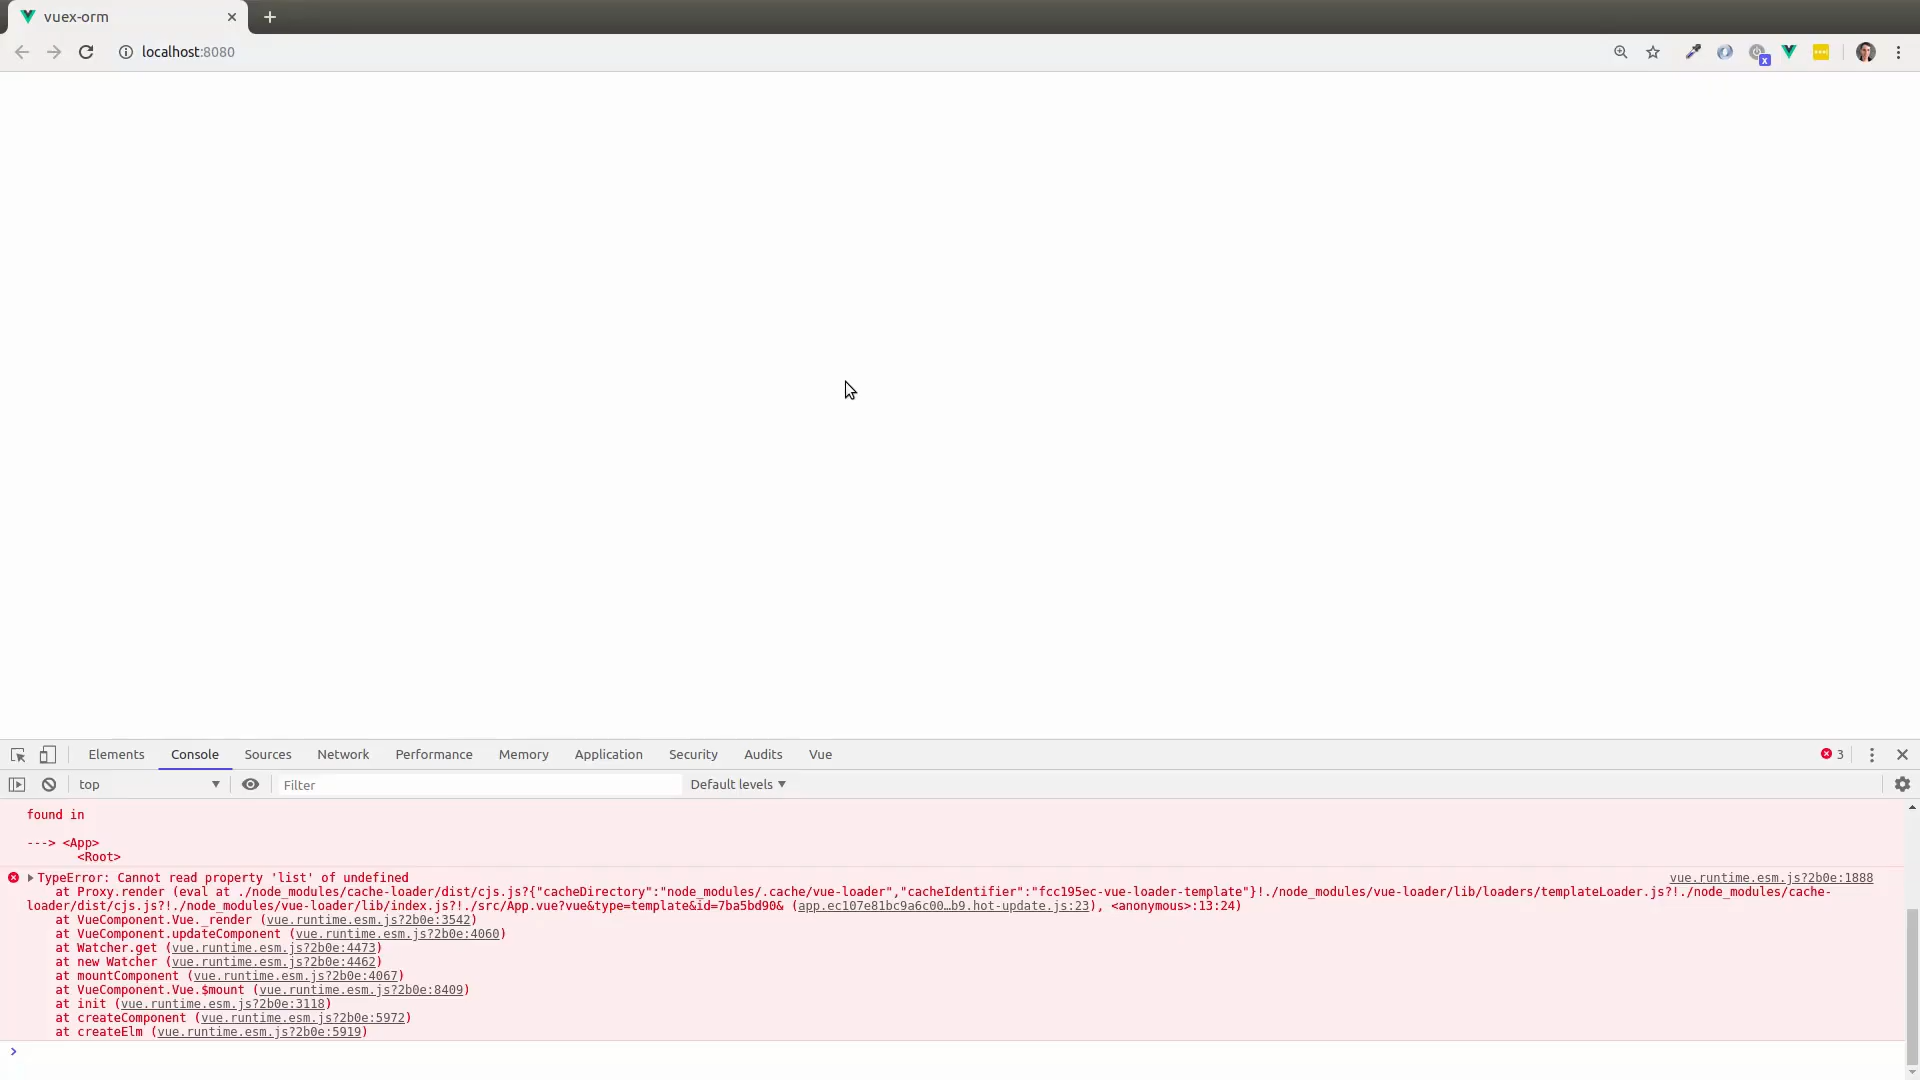 vuex-orm
localhost:8080
x
Elements Console Sources Network Performance Memory Application Security Audits Vue 3
top Filter Default levels
found in
---> <App>
<Root>
TypeError: Cannot read property 'list' of undefined vue.runtime.esm.js?2b0e:1888
at Proxy.render (eval at ./node_modules/cache-loader/dist/cjs.js?{"cacheDirectory":"node_modules/.cache/vue-loader","cacheIdentifier":"fcc195ec-vue-loader-template"}!./node_modules/vue-loader/lib/loaders/templateLoader.js?!./node_modules/cache-
loader/dist/cjs.js?!./node_modules/vue-loader/lib/index.js?!./src/App.vue?vue&type=template&id=7ba5bd90& (app.ec107e81bc9a6c00…b9.hot-update.js:23), <anonymous>:13:24)
at VueComponent.Vue._render (vue.runtime.esm.js?2b0e:3542)
at VueComponent.updateComponent (vue.runtime.esm.js?2b0e:4060)
at Watcher.get (vue.runtime.esm.js?2b0e:4473)
at new Watcher (vue.runtime.esm.js?2b0e:4462)
at mountComponent (vue.runtime.esm.js?2b0e:4067)
at VueComponent.Vue.$mount (vue.runtime.esm.js?2b0e:8409)
at init (vue.runtime.esm.js?2b0e:3118)
at createComponent (vue.runtime.esm.js?2b0e:5972)
at createElm (vue.runtime.esm.js?2b0e:5919)